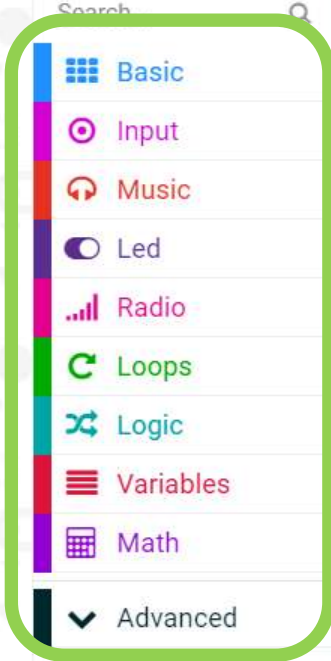 Search...
Basic
Input
Music
Led
Radio
Loops
Logic
Variables
Math
Advanced